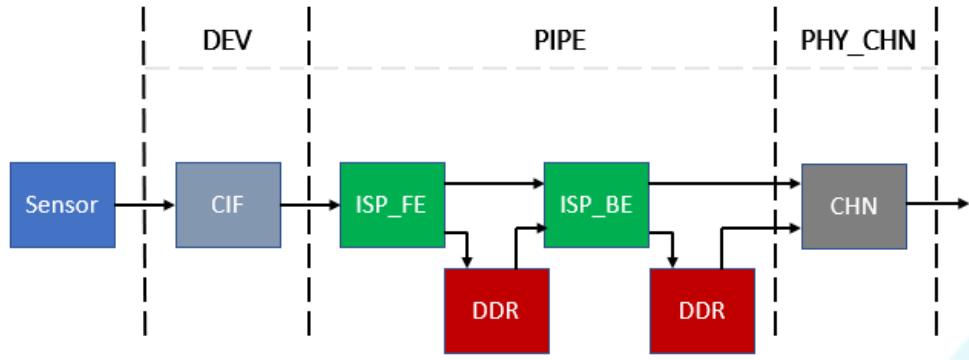 DEV
PIPE
PHY_CHN
Sensor
CIF
ISP_FE
ISP_BE
CHN
DDR
DDR